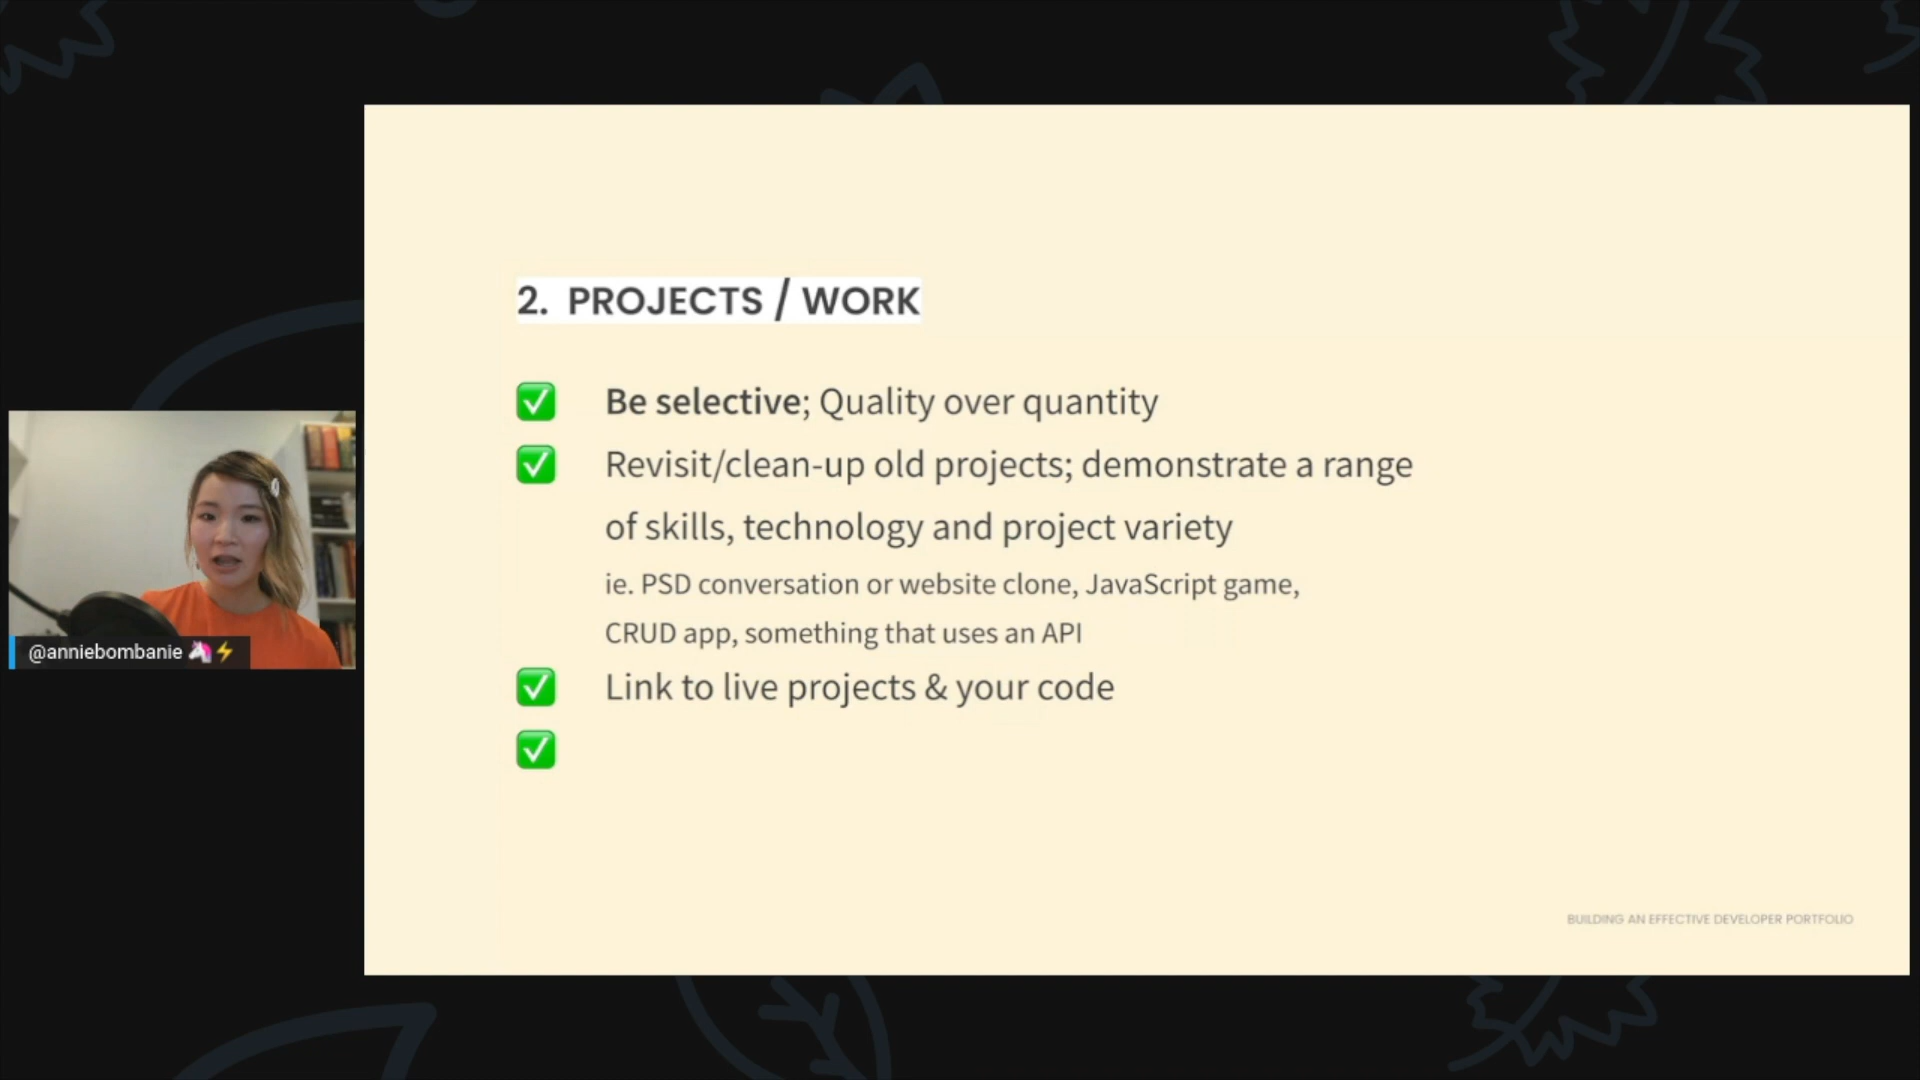 2. PROJECTS / WORK
✅ Be selective; Quality over quantity
✅ Revisit/clean-up old projects; demonstrate a range
of skills, technology and project variety
ie. PSD conversation or website clone, JavaScript game,
CRUD app, something that uses an API
✅ Link to live projects & your code
✅
@anniebombanie 🦄⚡
BUILDING AN EFFECTIVE DEVELOPER PORTFOLIO